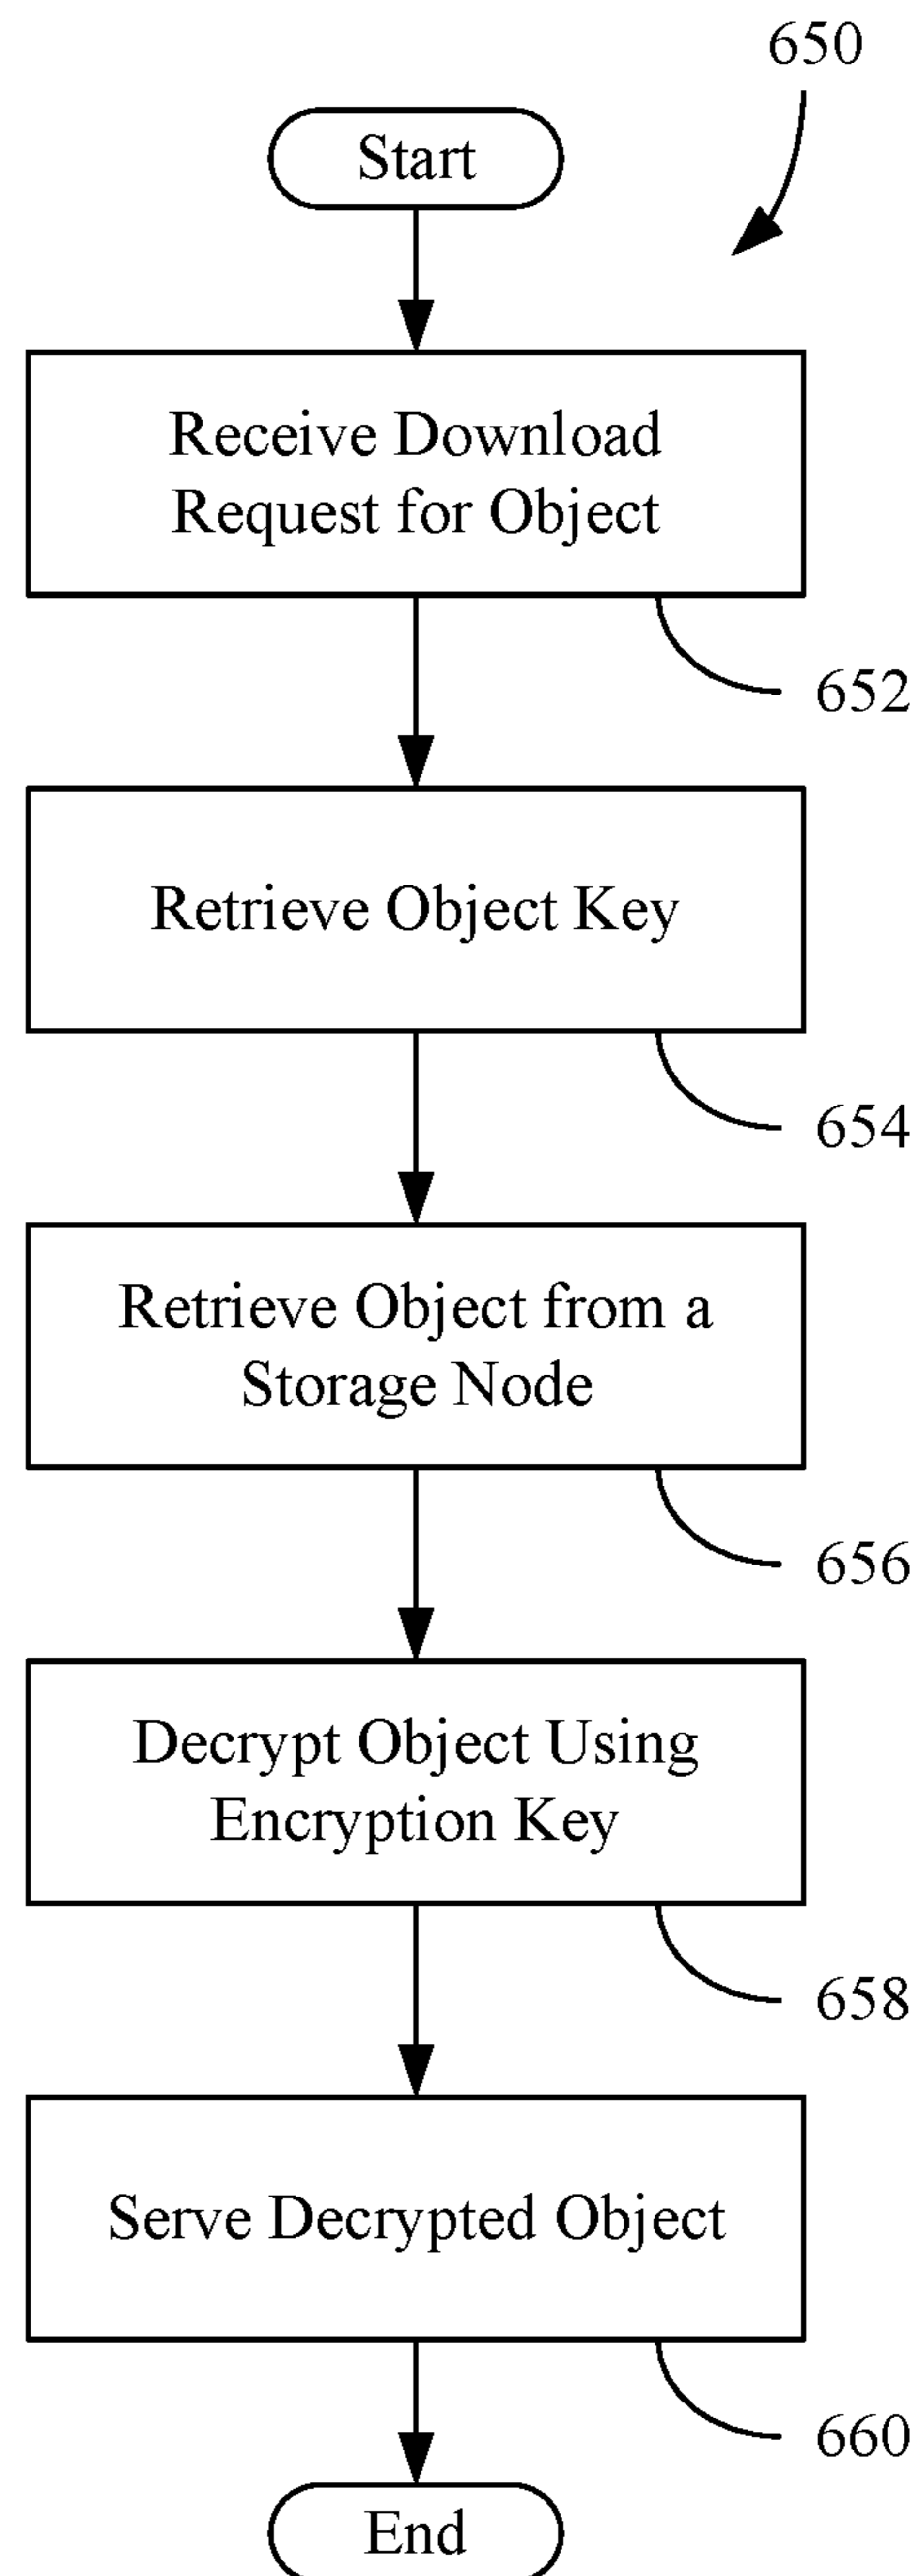 650
Start
Receive Download
Request for Object
652
Retrieve Object Key
654
Retrieve Object from a
Storage Node
656
Decrypt Object Using
Encryption Key
658
Serve Decrypted Object
660
End